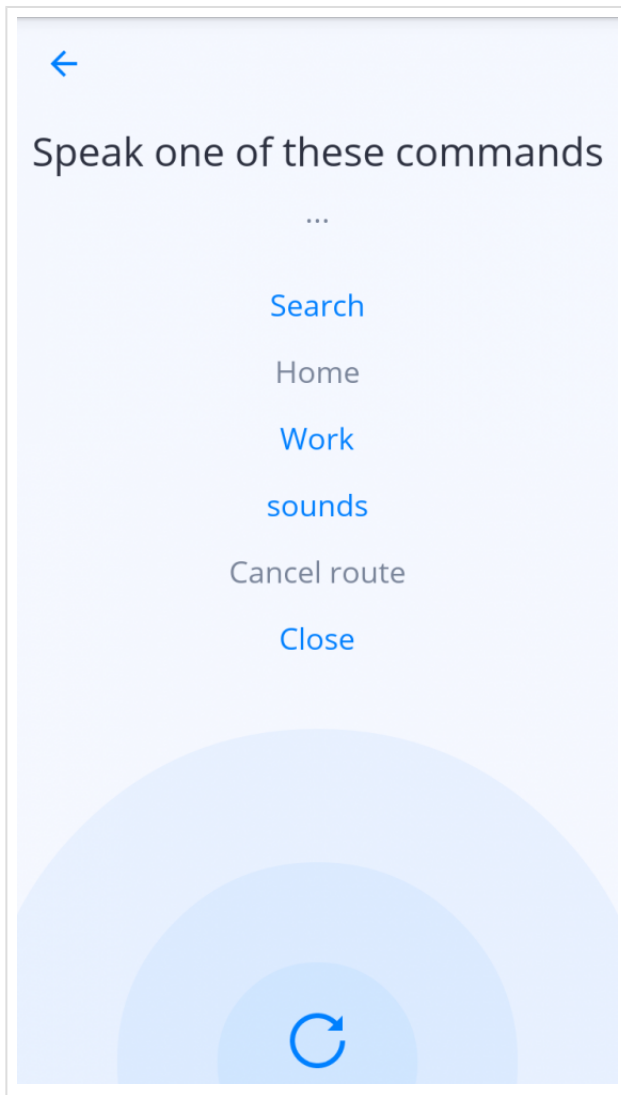 Speak one of these commands
...
Search
Home
Work
sounds
Cancel route
Close